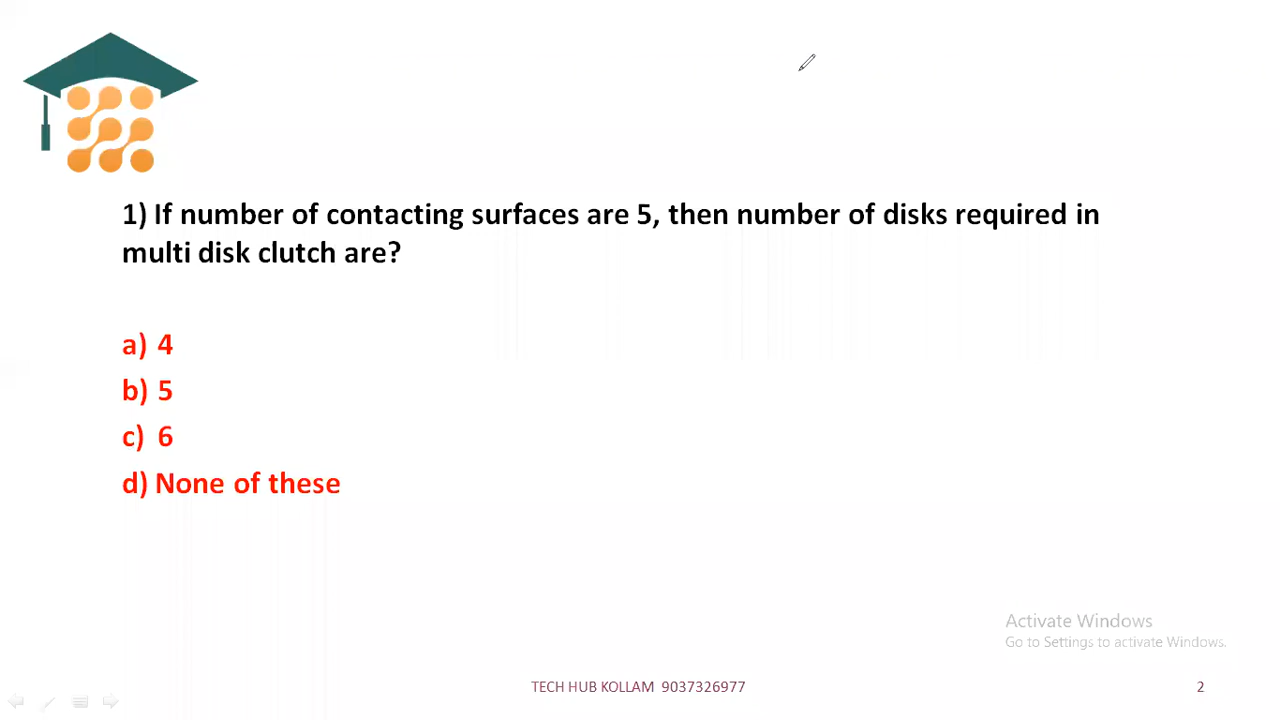 1) If number of contacting surfaces are 5, then number of disks required in
multi disk clutch are?
a) 4
b) 5
c) 6
d) None of these
Activate Windows
Go to Settings to activate Windows.
TECH HUB KOLLAM 9037326977
2